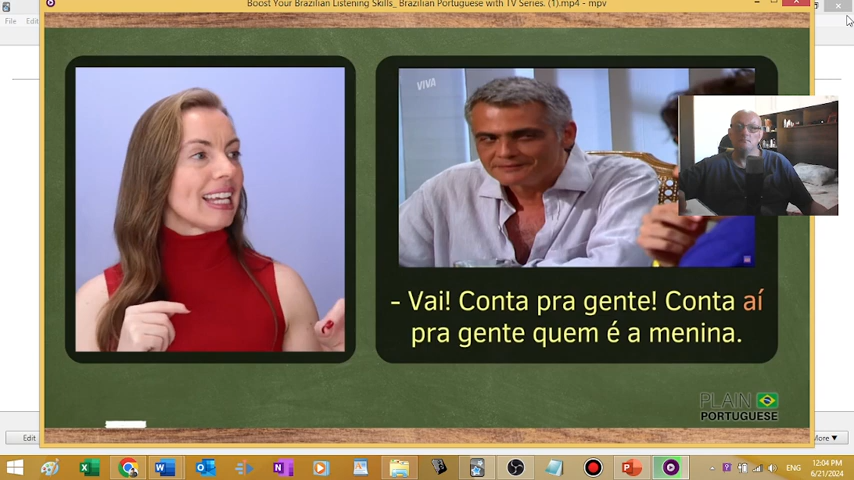 Boost Your Brazilian Listening Skills_ Brazilian Portuguese with TV Series. (1).mp4 - mpv
File Edit
VIVA
- Vai! Conta pra gente! Conta aí
pra gente quem é a menina.
PLAIN
PORTUGUESE
Edit
More ▼
ENG
12:04 PM
6/21/2024